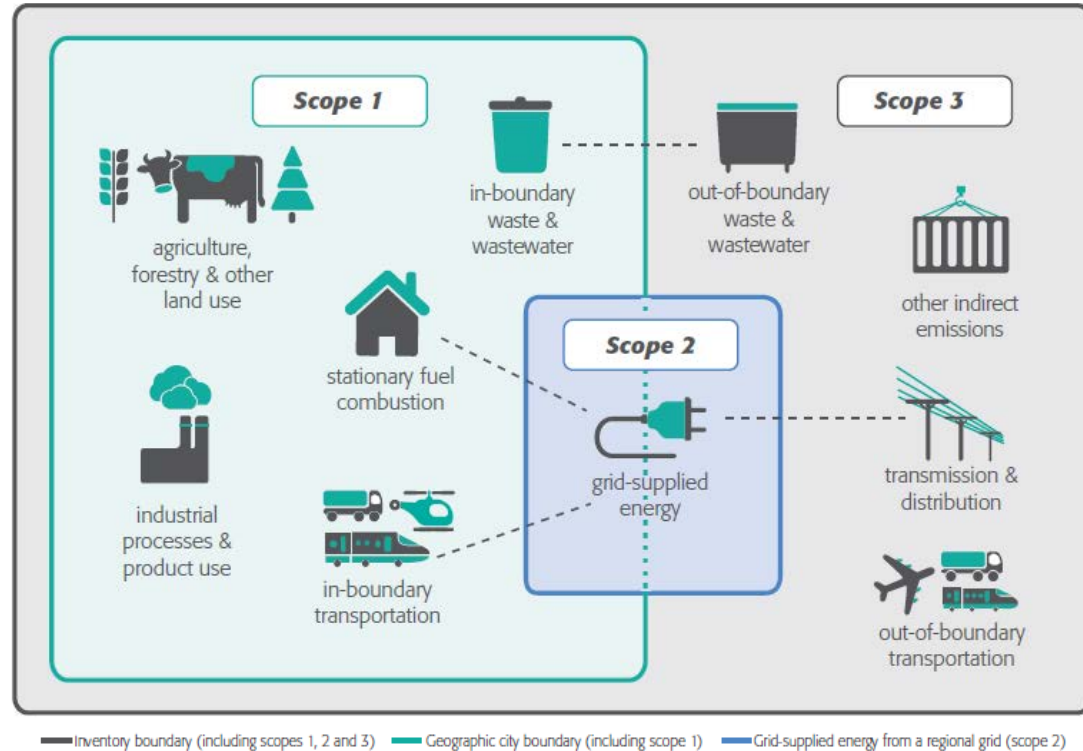 Scope 1
Scope 3
in-boundary
waste &
wastewater
out-of-boundary
waste &
wastewater
agriculture,
forestry & other
land use
other indirect
emissions
Scope 2
stationary fuel
combustion
grid-supplied
energy
transmission &
distribution
industrial
processes &
product use
in-boundary
transportation
out-of-boundary
transportation
Inventory boundary (including scopes 1, 2 and 3) Geographic city boundary (including scope 1) Grid-supplied energy from a regional grid (scope 2)